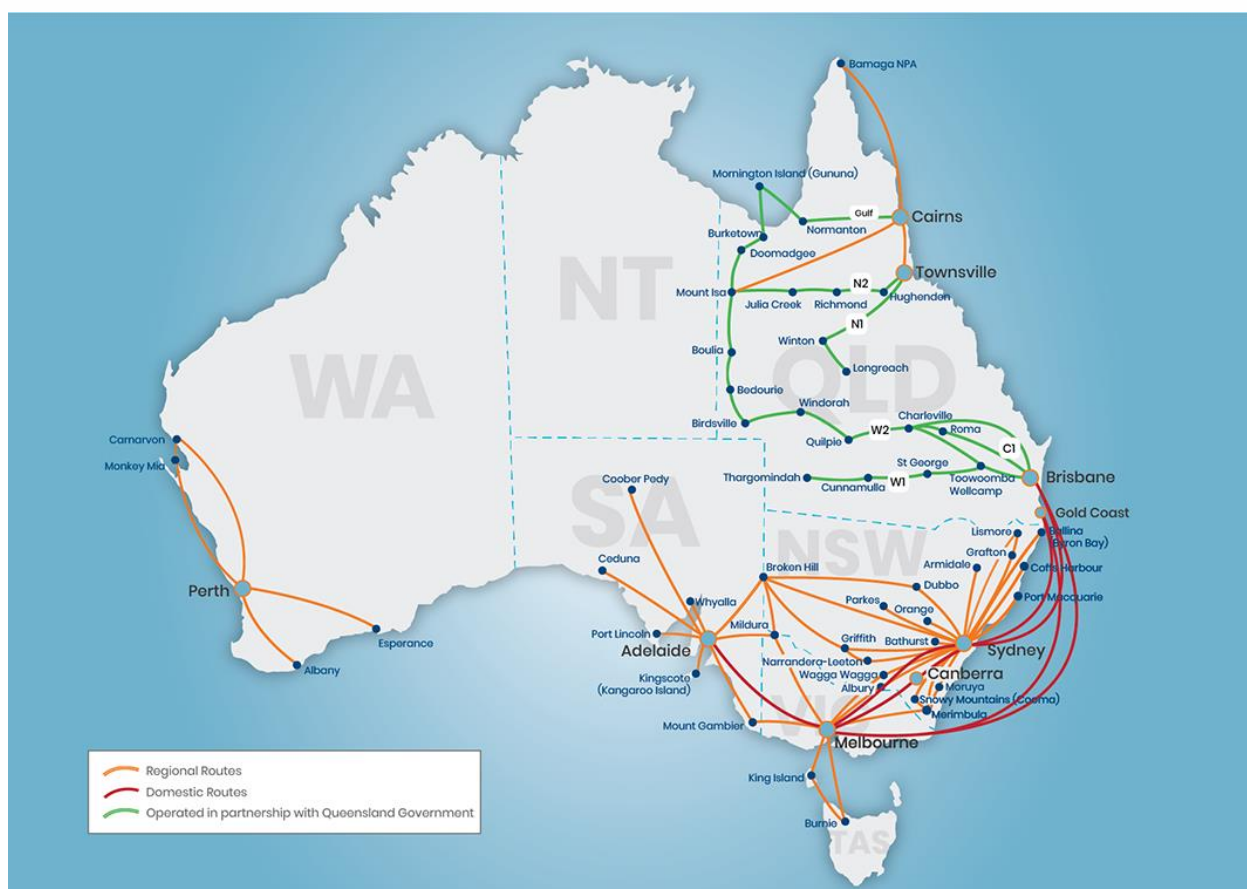 Bamaga NPA
Mornington Island (Gununa)
Gulf
Cairns
Normanton
Burketown
Doomadgee
Townsville
NT
N2
Mount Isa
Julia Creek
Richmond
Hughenden
N1
Winton
WA
Boulia
QLD
Longreach
Bedourie
Windorah
Charleville
Birdsville
W2
Roma
Carnarvon
Quilpie
C1
Monkey Mia
St George
Thargomindah
Cunnamulla
W1
Toowoomba
Wellcamp
Brisbane
Coober Pedy
SA
Gold Coast
Lismore
Ballina
(Byron Bay)
NSW
Grafton
Ceduna
Broken Hill
Armidale
Coffs Harbour
Dubbo
Perth
Whyalla
Parkes
Port Macquarie
Orange
Esperance
Port Lincoln
Mildura
Griffith
Bathurst
Adelaide
Sydney
Albany
Narrandera-Leeton
Kingscote
(Kangaroo Island)
Wagga Wagga
Canberra
Albury
Moruya
Snowy Mountains (Cooma)
Mount Gambier
VIC
Merimbula
Melbourne
Regional Routes
Domestic Routes
Operated in partnership with Queensland Government
King Island
Burnie
TAS